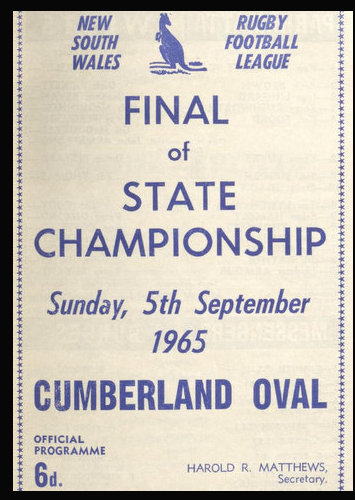 NEW SOUTH WALES
RUGBY FOOTBALL LEAGUE
FINAL
of
STATE
CHAMPIONSHIP
Sunday, 5th September
1965
CUMBERLAND OVAL
OFFICIAL
PROGRAMME
6d.
HAROLD R. MATTHEWS,
Secretary.